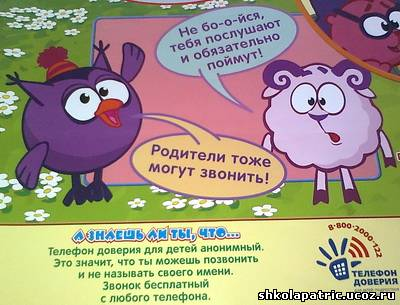 Не бо-о-йся,
тебя послушают
и обязательно
поймут!
Родители тоже
могут звонить!
А ЗНАЕШЬ ЛИ ТЫ, ЧТО...
Телефон доверия для детей анонимный.
Это значит, что ты можешь позвонить
и не называть своего имени.
Звонок бесплатный
с любого телефона.
8-800-2000-122
ТЕЛЕФОН
ДОВЕРИЯ
shkolapatric.ucoz.ru